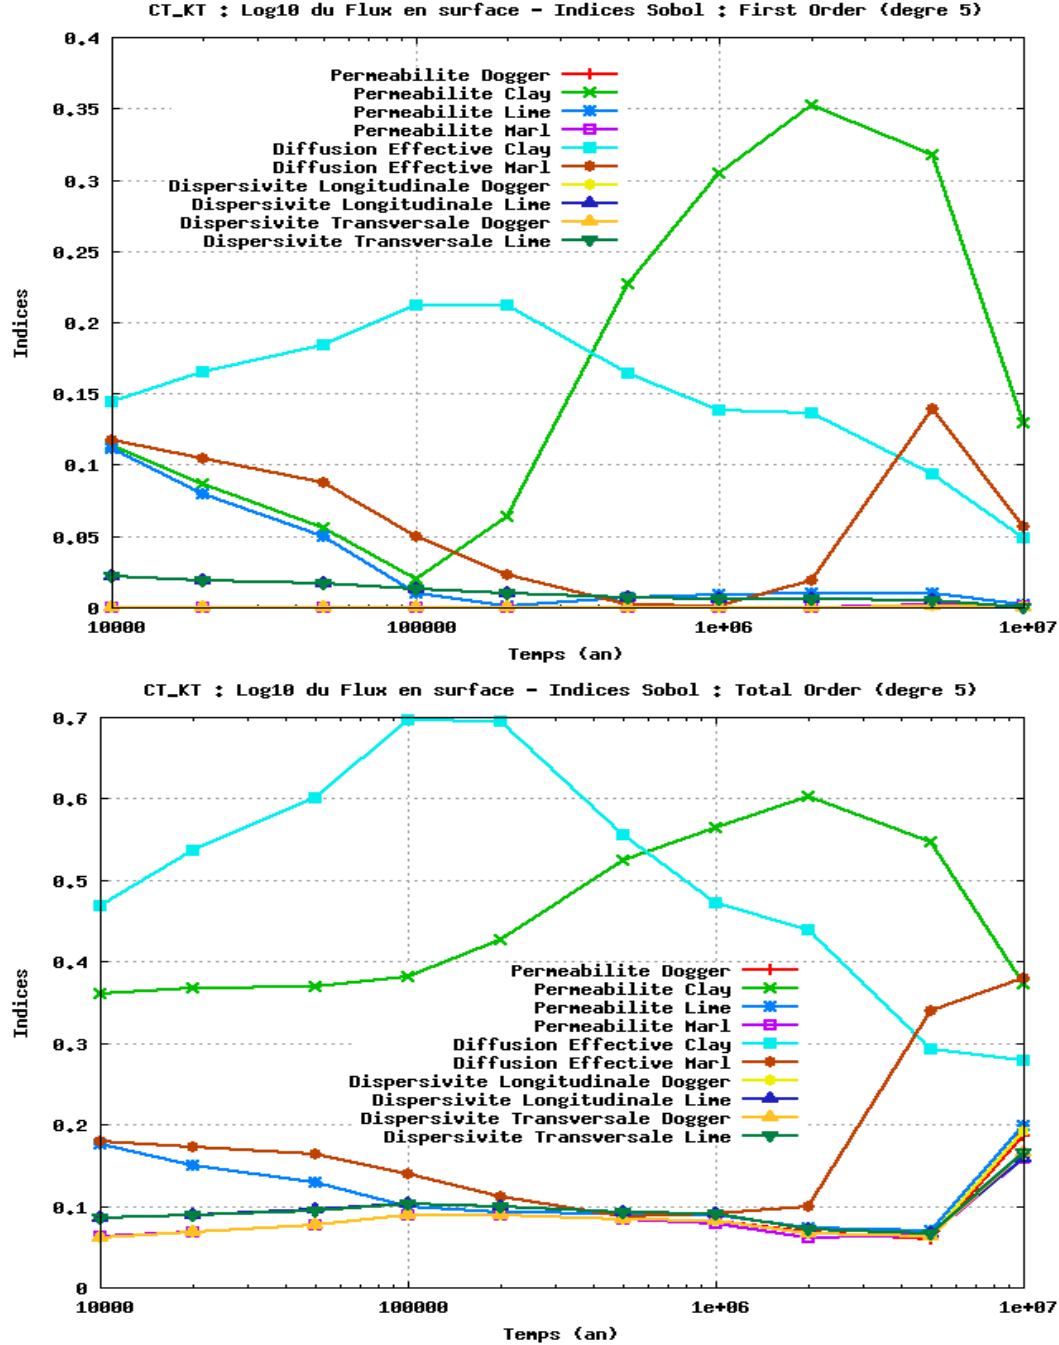 CT_KT : Log10 du Flux en surface - Indices Sobol : First Order (degre 5)
0.4
0.35
0.3
0.25
0.2
0.15
0.1
0.05
0
Indices
Permeabilite Dogger
Permeabilite Clay
Permeabilite Lime
Permeabilite Marl
Diffusion Effective Clay
Diffusion Effective Marl
Dispersivite Longitudinale Dogger
Dispersivite Longitudinale Lime
Dispersivite Transversale Dogger
Dispersivite Transversale Lime
10000 100000 1e+06 1e+07
Temps (an)
CT_KT : Log10 du Flux en surface - Indices Sobol : Total Order (degre 5)
0.7
0.6
0.5
0.4
0.3
0.2
0.1
0
Indices
Permeabilite Dogger
Permeabilite Clay
Permeabilite Lime
Permeabilite Marl
Diffusion Effective Clay
Diffusion Effective Marl
Dispersivite Longitudinale Dogger
Dispersivite Longitudinale Lime
Dispersivite Transversale Dogger
Dispersivite Transversale Lime
10000 100000 1e+06 1e+07
Temps (an)